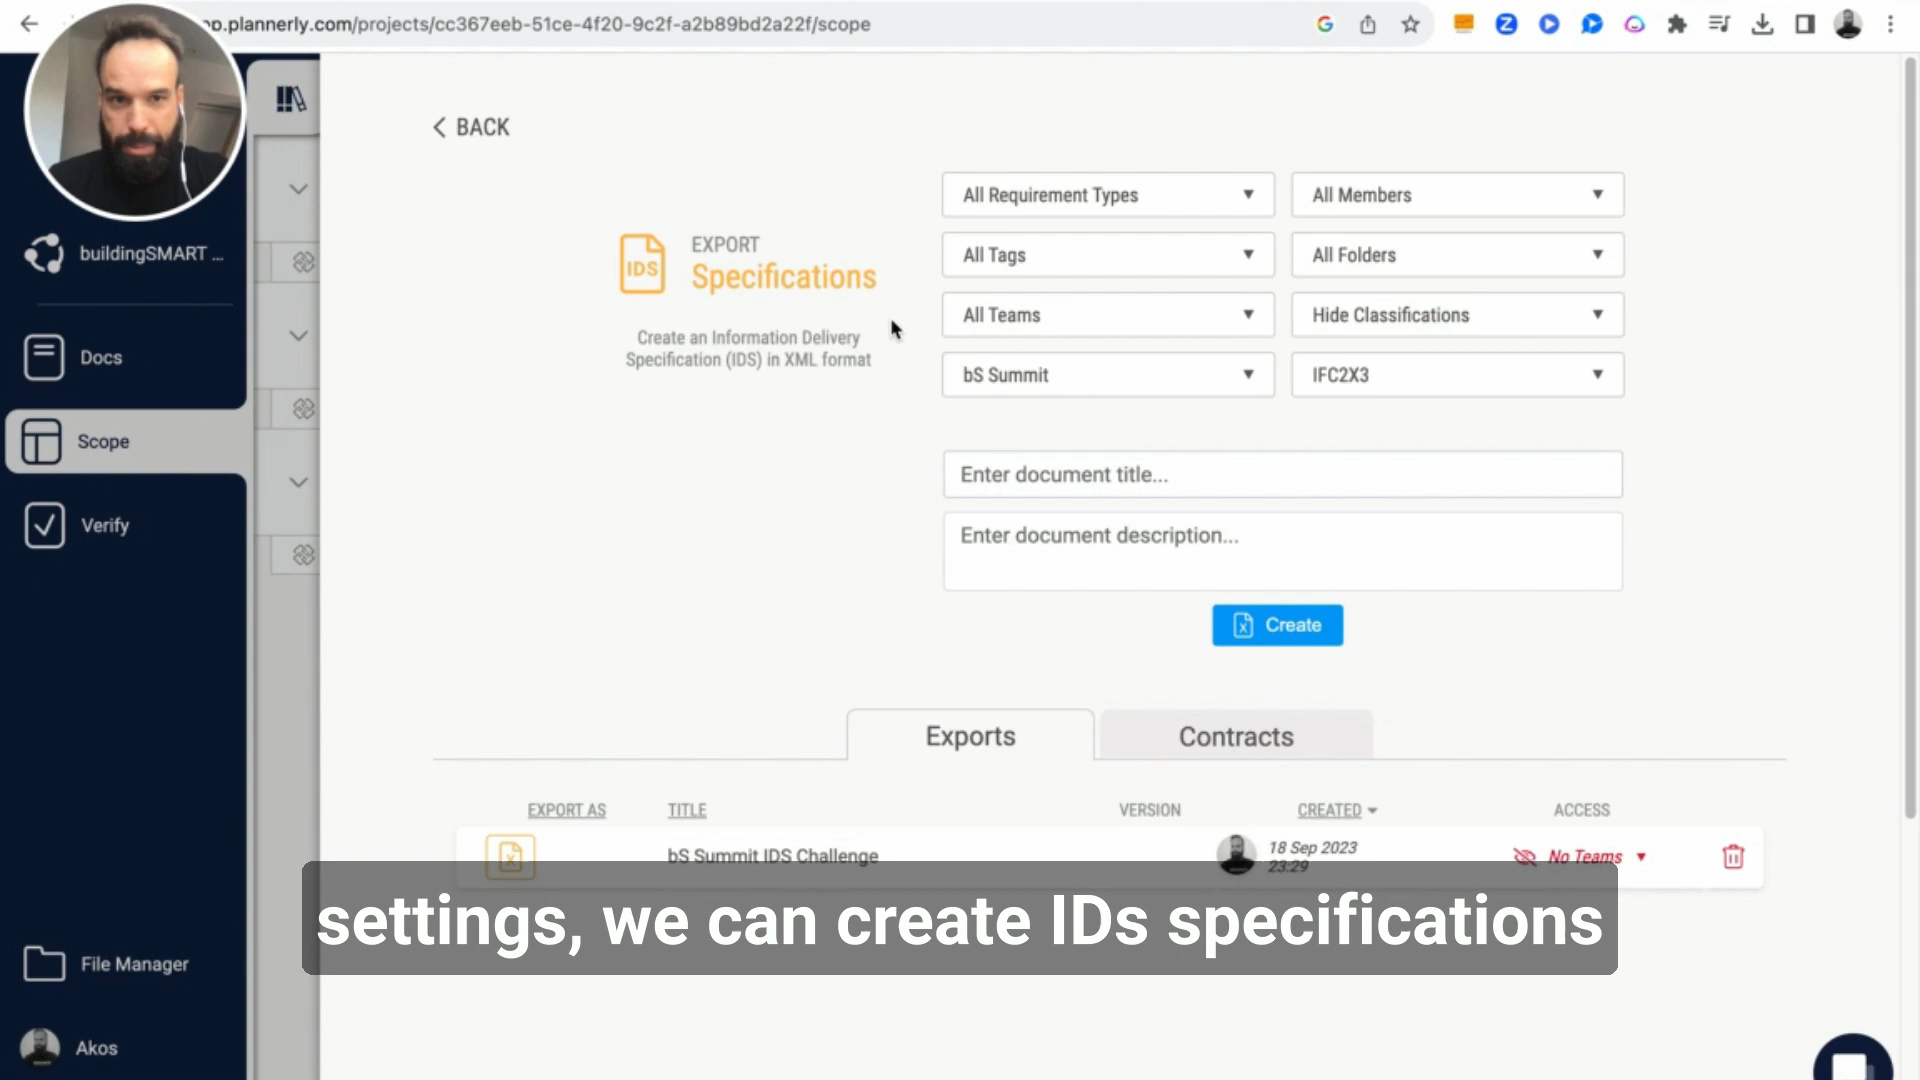 p.plannerly.com/projects/cc367eeb-51ce-4f20-9c2f-a2b89bd2a22f/scope
BACK
buildingSMART ...
Docs
Scope
Verify
File Manager
Akos
IDS
EXPORT
Specifications
Create an Information Delivery
Specification (IDS) in XML format
All Requirement Types
All Members
All Tags
All Folders
All Teams
Hide Classifications
bS Summit
IFC2X3
Enter document title...
Enter document description...
Create
Exports
Contracts
EXPORT AS
TITLE
VERSION
CREATED
ACCESS
bS Summit IDS Challenge
18 Sep 2023
23:29
No Teams
settings, we can create IDs specifications